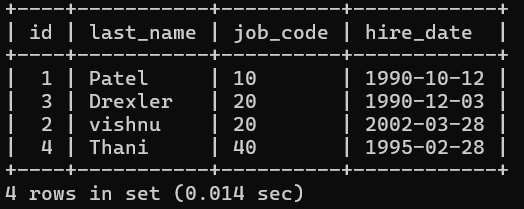 +----+-----------+----------+------------+
| id | last_name | job_code | hire_date  |
+----+-----------+----------+------------+
|  1 | Patel     | 10       | 1990-10-12 |
|  3 | Drexler   | 20       | 1990-12-03 |
|  2 | vishnu    | 20       | 2002-03-28 |
|  4 | Thani     | 40       | 1995-02-28 |
+----+-----------+----------+------------+
4 rows in set (0.014 sec)